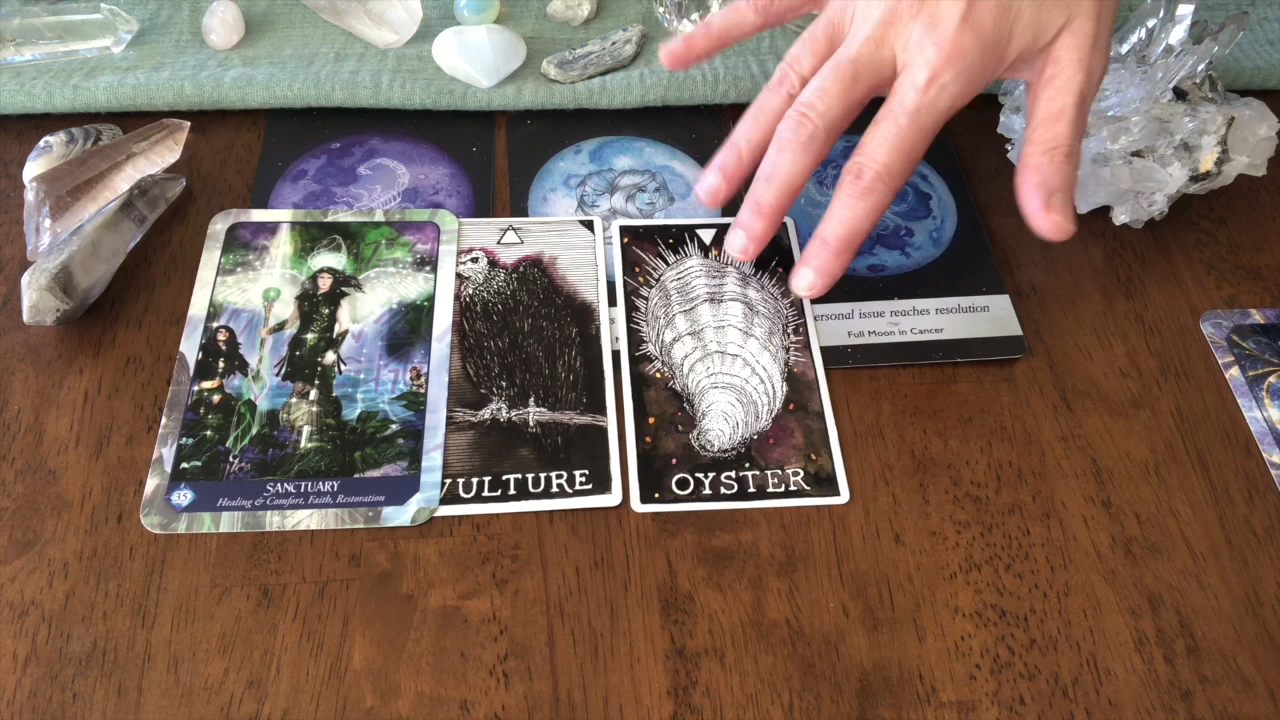 ersonal issue reaches resolution
Full Moon in Cancer
VULTURE
OYSTER
35
SANCTUARY
Healing & Comfort, Faith, Restoration